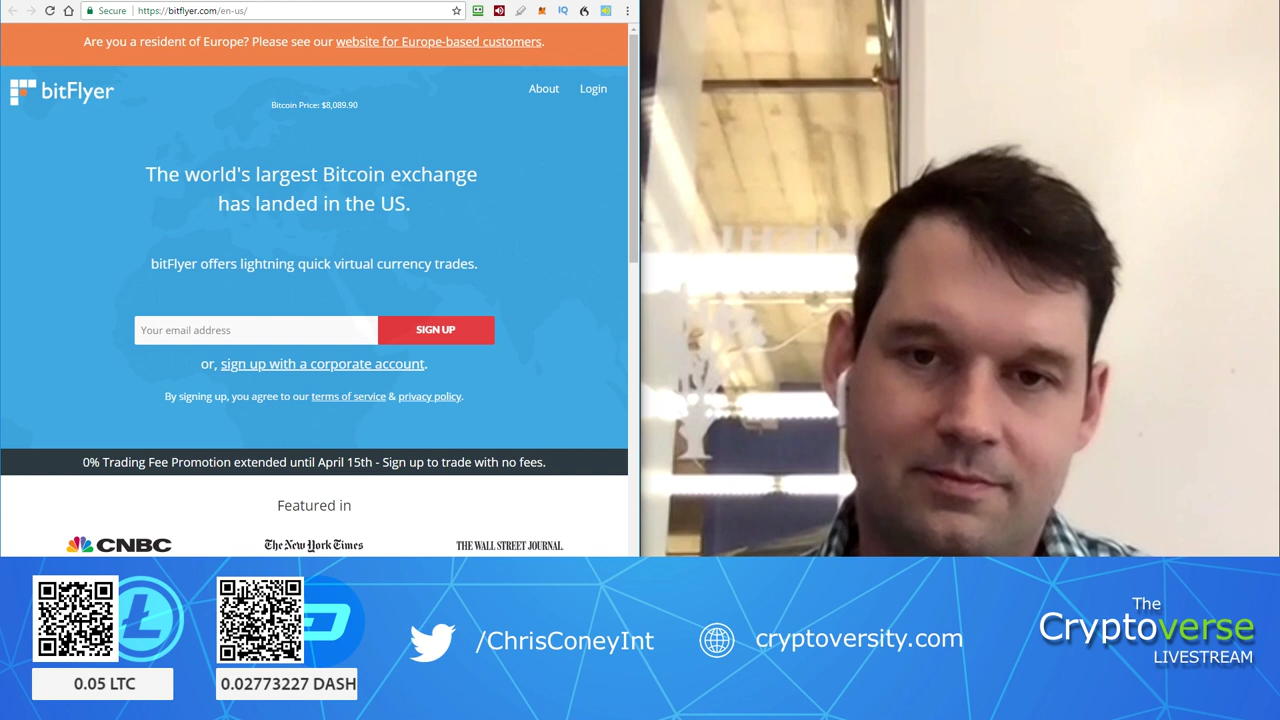 Secure
https://bitflyer.com/en-us/
Are you a resident of Europe? Please see our website for Europe-based customers.
bitFlyer
About
Login
Bitcoin Price: $8,089.90
The world's largest Bitcoin exchange
has landed in the US.
bitFlyer offers lightning quick virtual currency trades.
Your email address
SIGN UP
or, sign up with a corporate account.
By signing up, you agree to our terms of service & privacy policy.
0% Trading Fee Promotion extended until April 15th - Sign up to trade with no fees.
Featured in
CNBC
The New York Times
THE WALL STREET JOURNAL.
0.05 LTC
0.02773227 DASH
/ChrisConeyInt
cryptoversity.com
The
Cryptoverse
LIVESTREAM